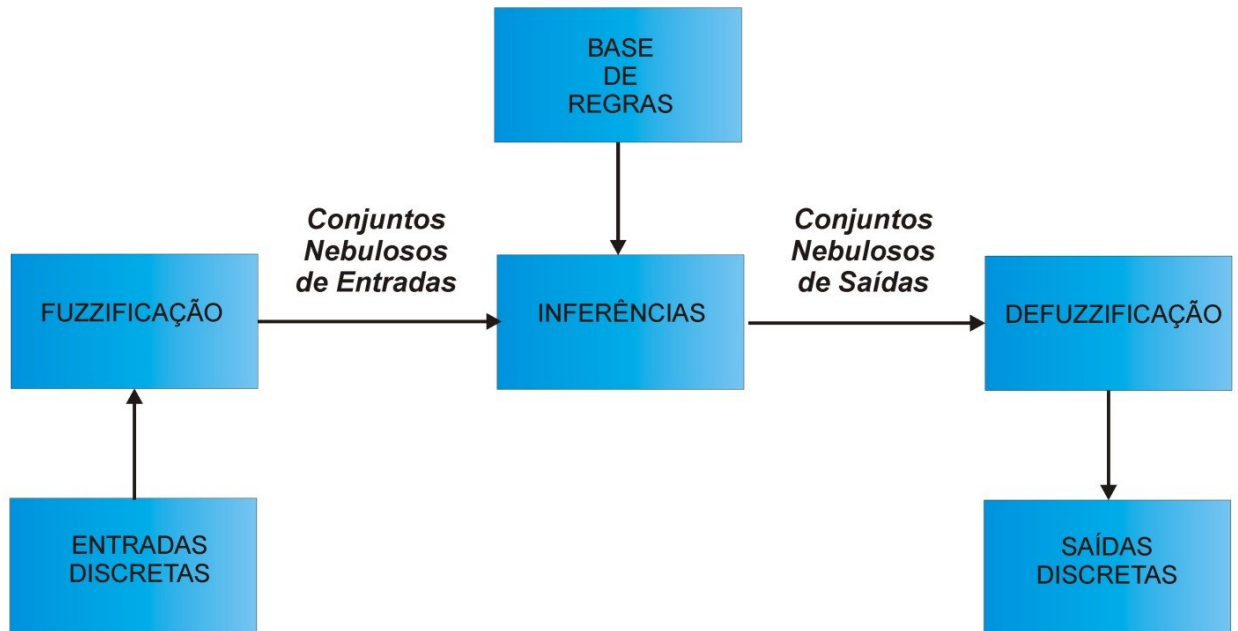 BASE
DE
REGRAS
Conjuntos
Nebulosos
de Entradas
Conjuntos
Nebulosos
de Saídas
FUZZIFICAÇÃO
INFERÊNCIAS
DEFUZZIFICAÇÃO
ENTRADAS
DISCRETAS
SAÍDAS
DISCRETAS